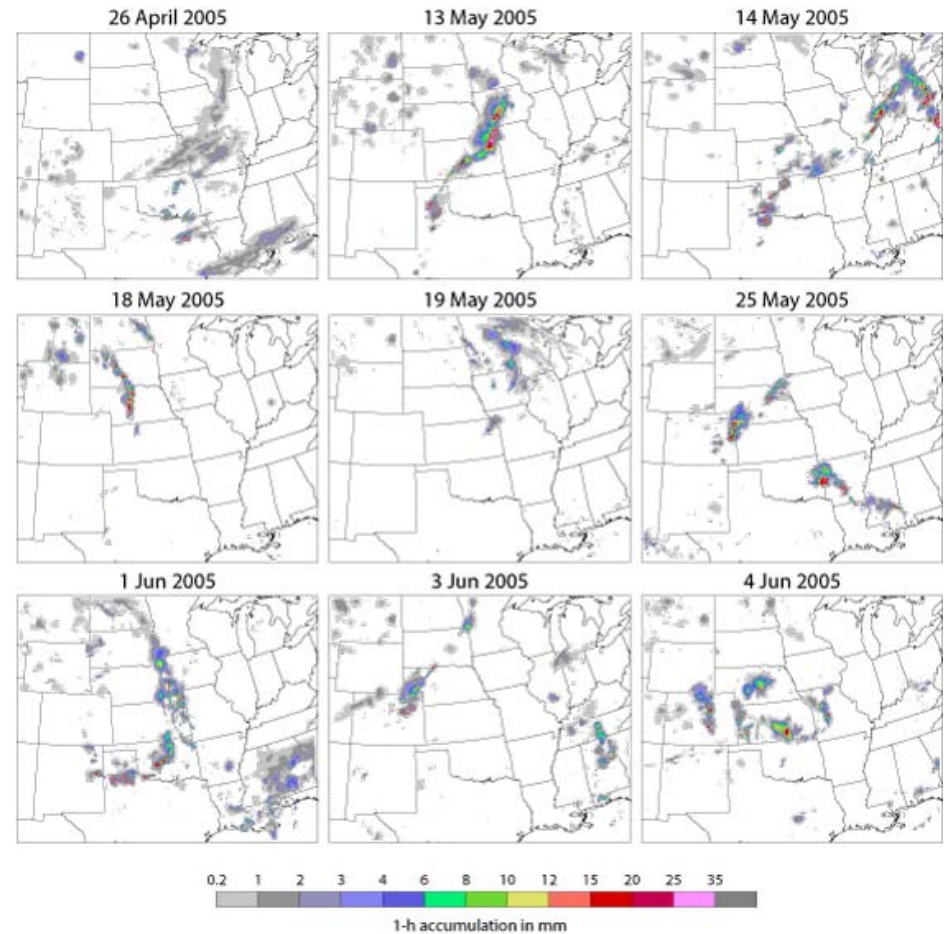 26 April 2005 13 May 2005 14 May 2005
18 May 2005 19 May 2005 25 May 2005
1 Jun 2005 3 Jun 2005 4 Jun 2005
0.2 1 2 3 4 6 8 10 12 15 20 25 35
1-h accumulation in mm